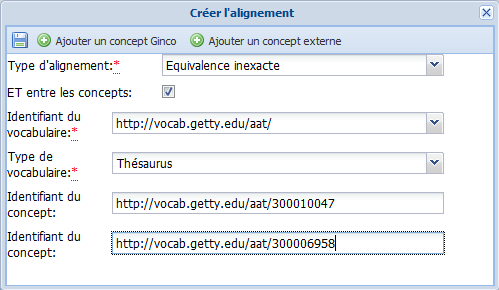 Créer l'alignement
Ajouter un concept Ginco Ajouter un concept externe
Type d'alignement:* Equivalence inexacte
ET entre les concepts:
Identifiant du
vocabulaire:* http://vocab.getty.edu/aat/
Type de
vocabulaire:* Thésaurus
Identifiant du
concept: http://vocab.getty.edu/aat/300010047
Identifiant du
concept: http://vocab.getty.edu/aat/300006958